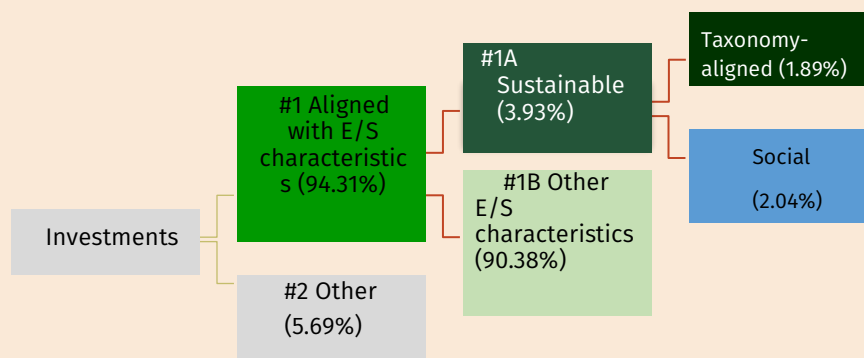 Investments
#1 Aligned
with E/S
characteristic
s (94.31%)
#2 Other
(5.69%)
#1A
Sustainable
(3.93%)
#1B Other
E/S
characteristics
(90.38%)
Taxonomy-
aligned (1.89%)
Social
(2.04%)